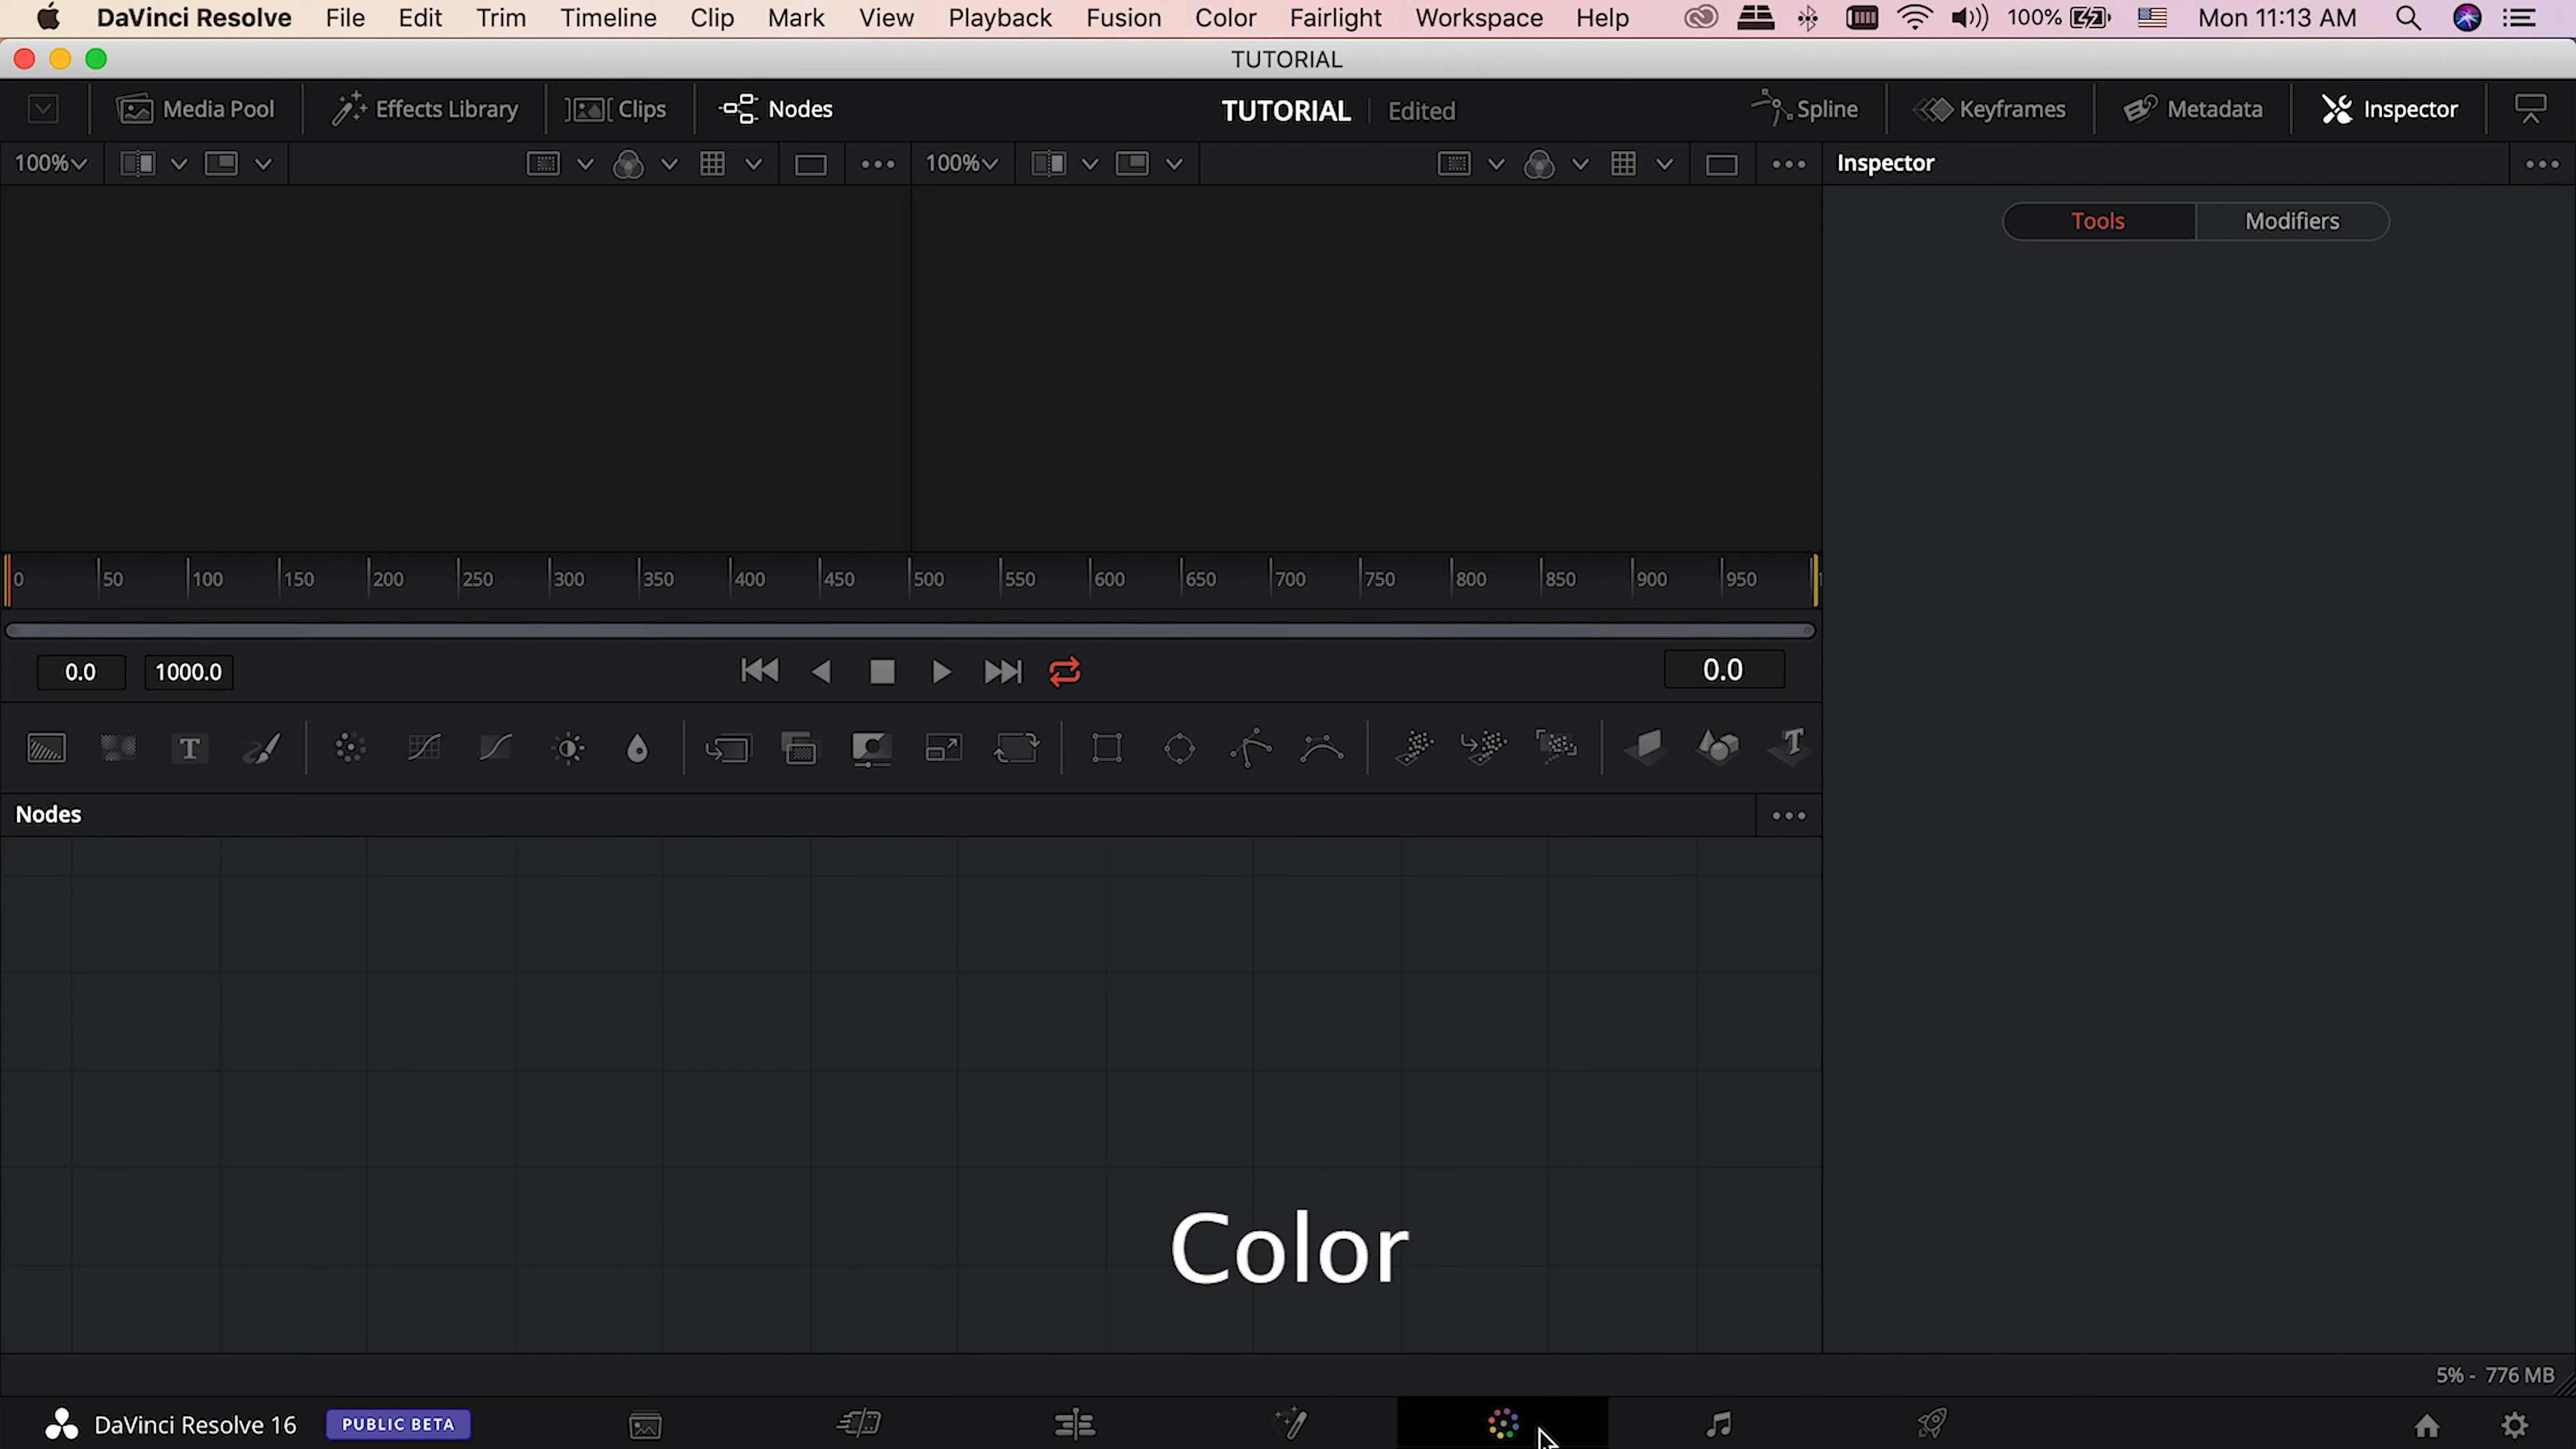 DaVinci Resolve File Edit Trim Timeline Clip Mark View Playback Fusion Color Fairlight Workspace Help 100% Mon 11:13 AM
TUTORIAL
Media Pool Effects Library Clips Nodes TUTORIAL Edited Spline Keyframes Metadata Inspector
100% 100% Inspector
Tools Modifiers
0 50 100 150 200 250 300 350 400 450 500 550 600 650 700 750 800 850 900 950
0.0 1000.0 0.0
T T
Nodes
Color
5% - 776 MB
DaVinci Resolve 16 PUBLIC BETA